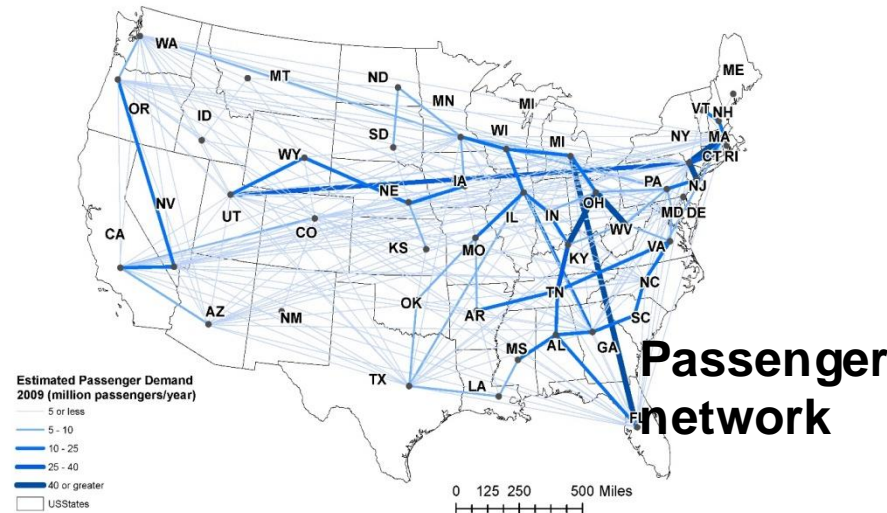 WA
MT
ND
ME
OR
ID
MN
MI
VT
NH
SD
WI
MI
NY
MA
WY
CT
RI
NV
NE
IA
PA
NJ
UT
OH
CA
CO
IL
IN
MD
DE
KS
MO
WV
KY
VA
AZ
NM
OK
AR
TN
NC
SC
MS
AL
GA
TX
LA
FL
Passenger
network
Estimated Passenger Demand
2009 (million passengers/year)
5 or less
5 - 10
10 - 25
25 - 40
40 or greater
USStates
0 125 250 500 Miles